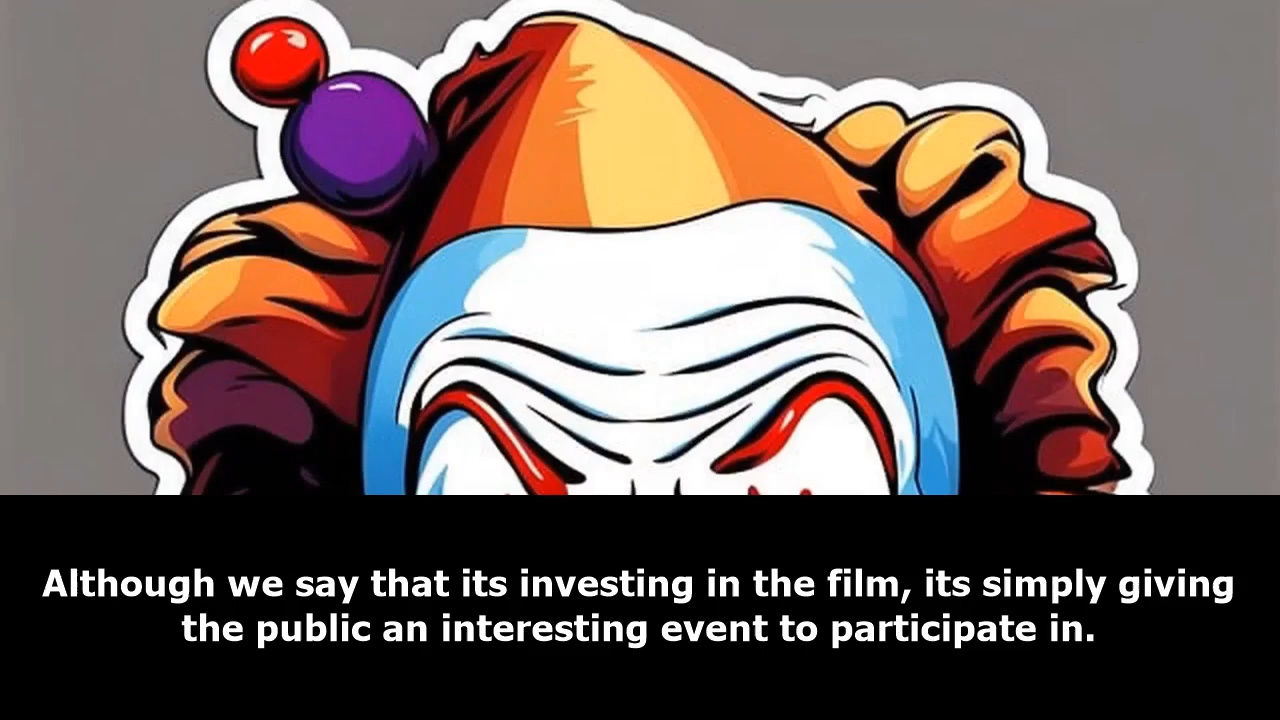 Although we say that its investing in the film, its simply giving
the public an interesting event to participate in.